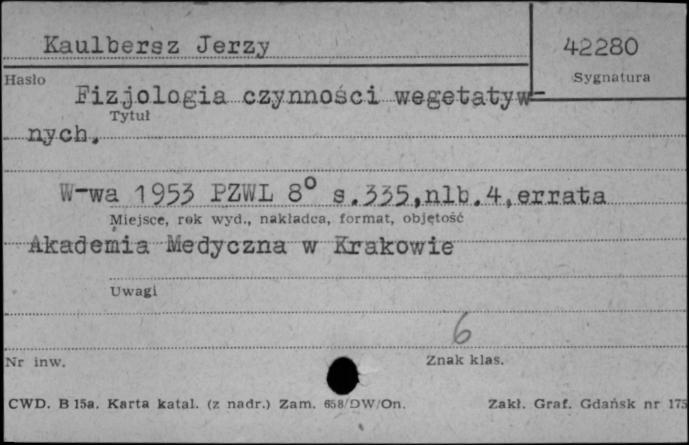 Kaulbersz Jerzy
42280
Hasło
Sygnatura
Fizjologia czynności wegetatyw-
Tytuł
nych.
W-wa 1953 PZWL 8° s.335,nlb.4,errata
Miejsce, rok wyd., nakładca, format, objętość
Akademia Medyczna w Krakowie
Uwagi
6
Nr inw.
Znak klas.
CWD. B 15a. Karta katal. (z nadr.) Zam. 658/DW/On.
Zakł. Graf. Gdańsk nr 175